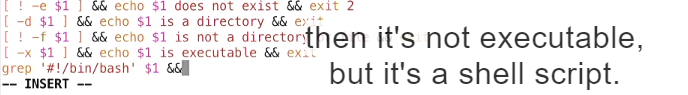 [ ! -e $1 ] && echo $1 does not exist && exit 2
[ -d $1 ] && echo $1 is a directory && exit
[ ! -f $1 ] && echo $1 is not a directory
[ -x $1 ] && echo $1 is executable && exit
grep '#!/bin/bash' $1 &&
-- INSERT --
then it's not executable,
but it's a shell script.